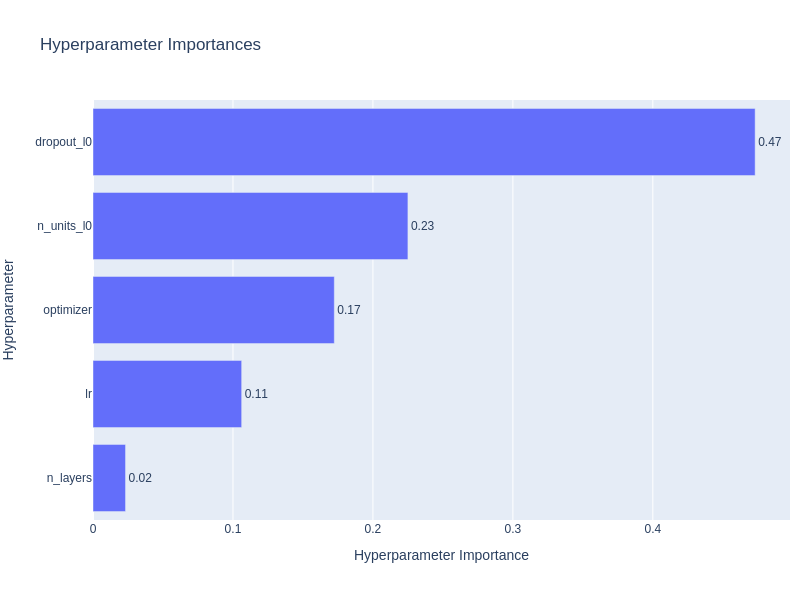 Hyperparameter Importances
Hyperparameter
dropout_l0
0.47
n_units_l0
0.23
optimizer
0.17
lr
0.11
n_layers
0.02
0
0.1
0.2
0.3
0.4
Hyperparameter Importance